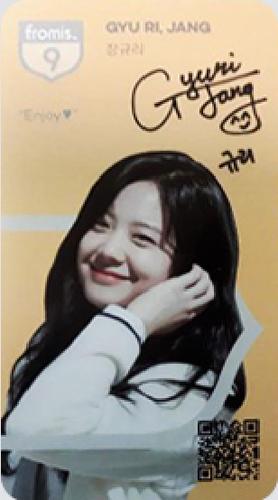 fromis_
9
GYU RI, JANG
장규리
"Enjoy♥"
Gyuri
Jang
규리